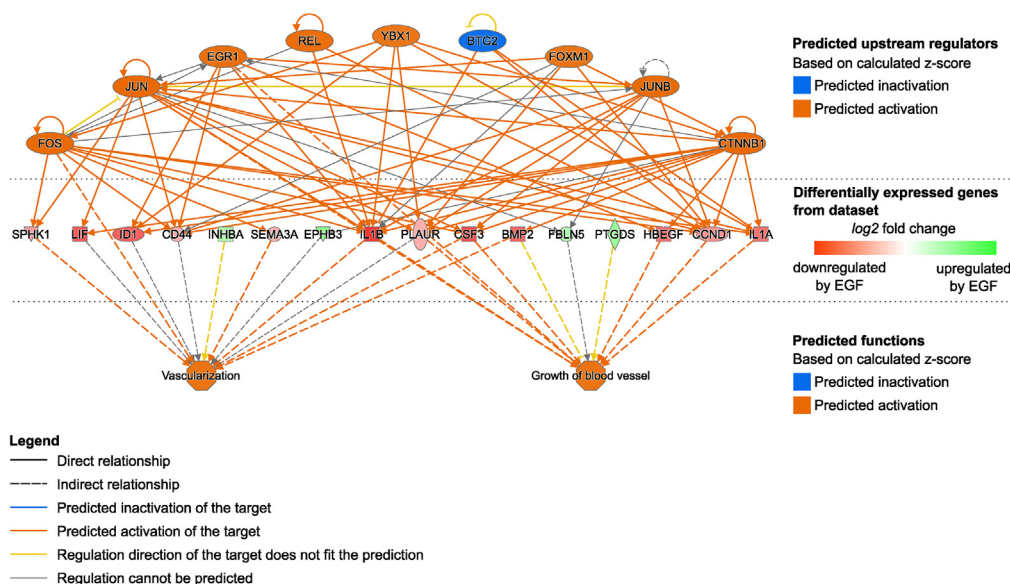 REL
YBX1
BTG2
EGR1
FOXM1
JUN
JUNB
FOS
CTNNB1
SPHK1 LIF ID1 CD44 INHBA SEMA3A EPHB3 IL1B PLAUR CSF3 BMP2 FBLN5 PTGDS HBEGF CCND1 IL1A
Vascularization
Growth of blood vessel
Predicted upstream regulators
Based on calculated z-score
Predicted inactivation
Predicted activation
Differentially expressed genes
from dataset
log2 fold change
downregulated upregulated
by EGF by EGF
Predicted functions
Based on calculated z-score
Predicted inactivation
Predicted activation
Legend
Direct relationship
Indirect relationship
Predicted inactivation of the target
Predicted activation of the target
Regulation direction of the target does not fit the prediction
Regulation cannot be predicted